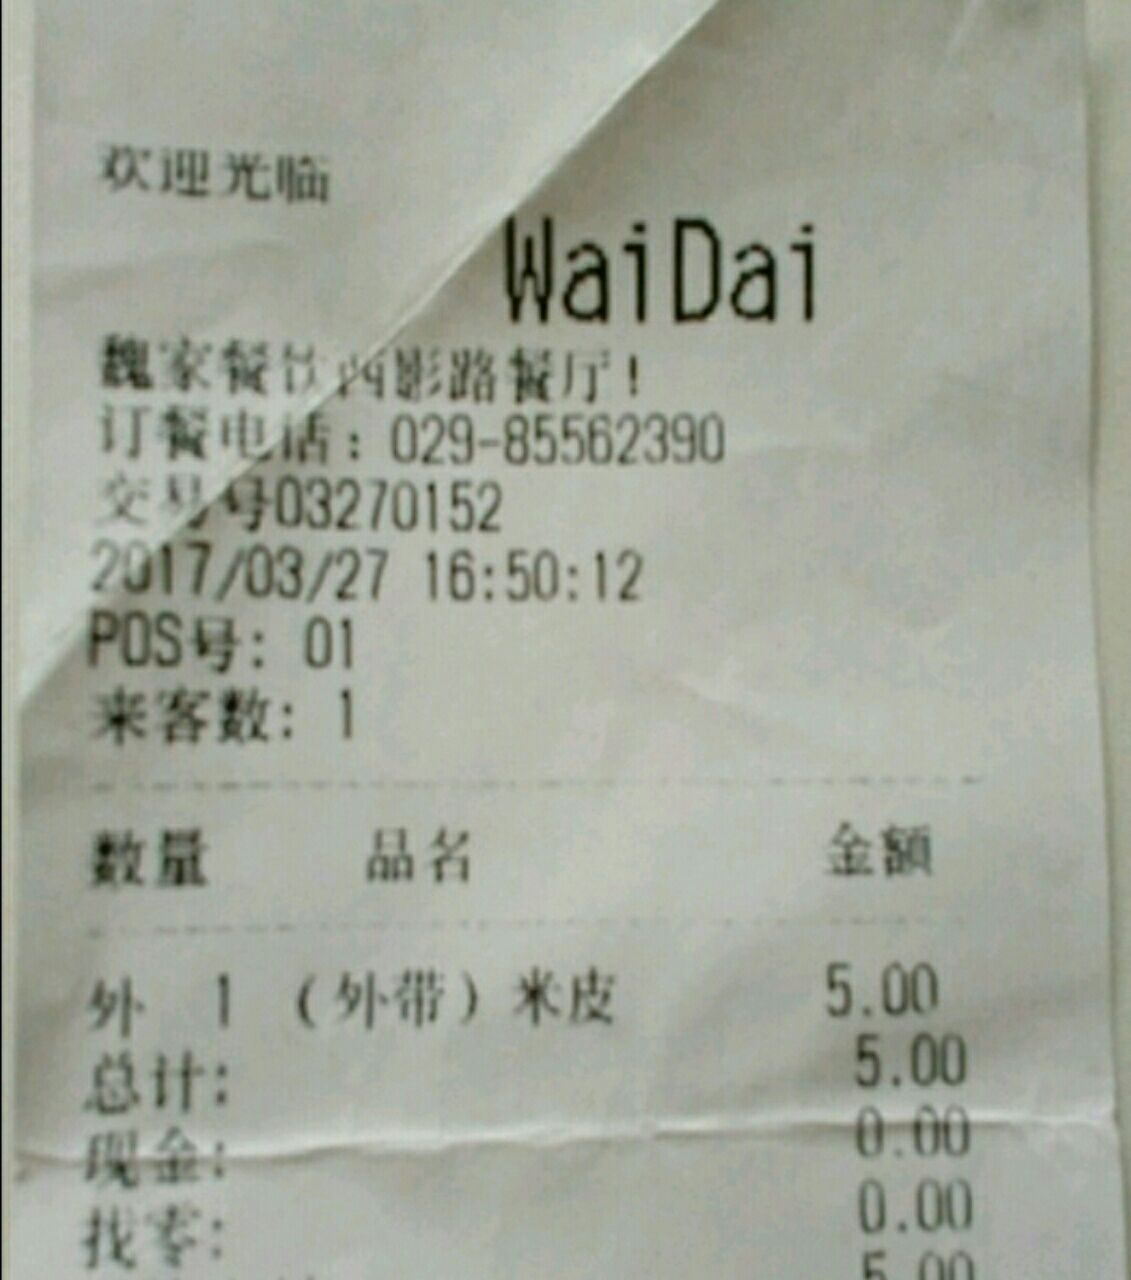 欢迎光临
WaiDai
魏家餐饮西影路餐厅!
订餐电话: 029-85562390
交易号03270152
2017/03/27 16:50:12
POS号: 01
来客数: 1
数量 品名 金额
外 1 (外带)米皮 5.00
总计: 5.00
现金: 0.00
找零: 0.00
5.00